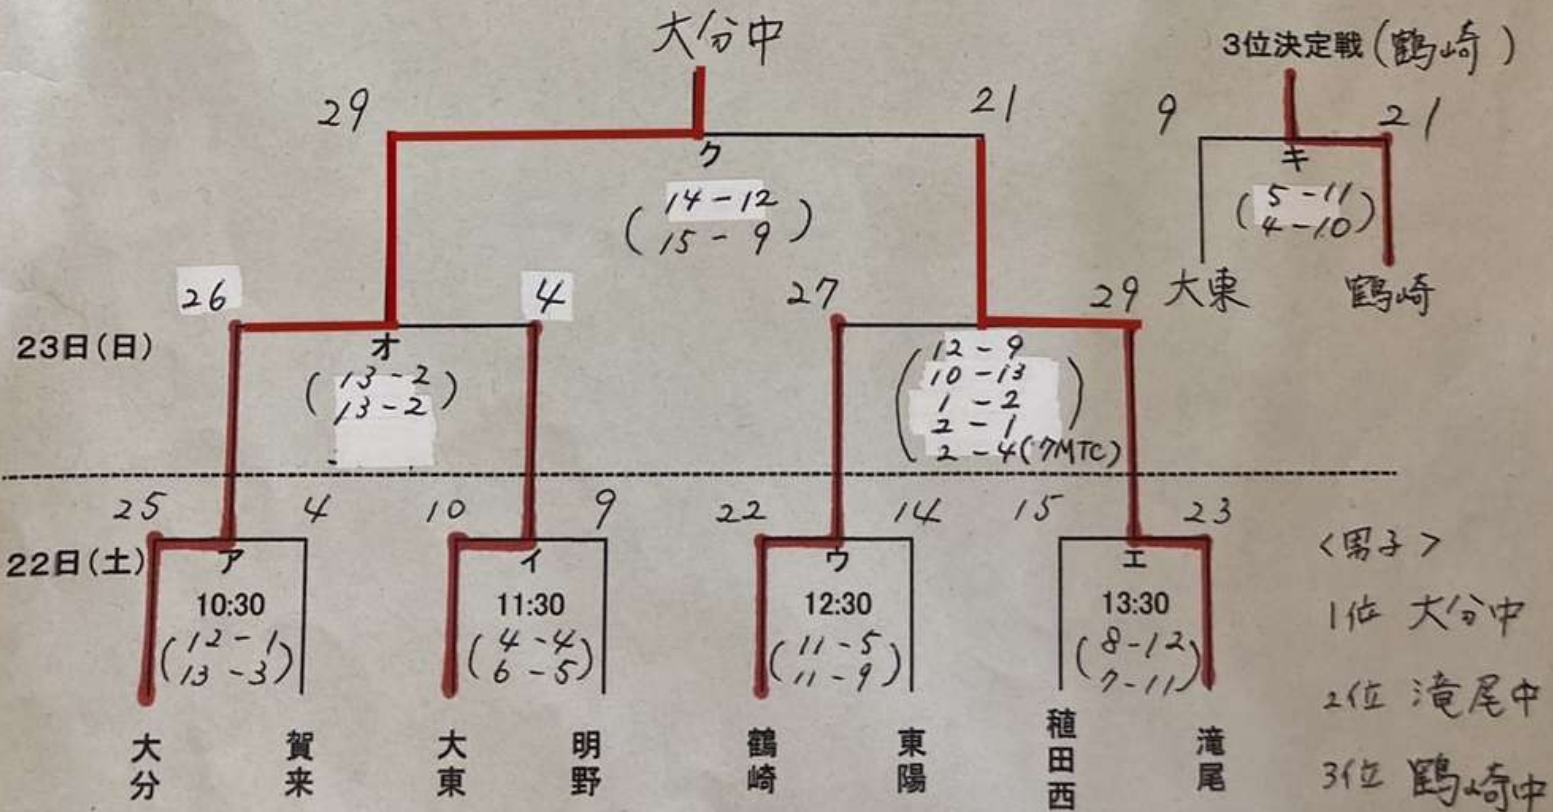 大分中
3位決定戦(鶴崎)
29
21
9
21
ク
(14-12
15-9)
キ
(5-11
4-10)
大東
鶴崎
26
4
27
29
23日(日)
オ
(13-2
13-2)
(12-9
10-13
1-2
2-1
2-4(7MTC))
25
4
10
9
22
14
15
23
22日(土)
ア
イ
ウ
エ
10:30
11:30
12:30
13:30
(12-1
13-3)
(4-4
6-5)
(11-5
11-9)
(8-12
7-11)
大分
賀来
大東
明野
鶴崎
東陽
稙田西
滝尾
<男子>
1位 大分中
2位 滝尾中
3位 鶴崎中